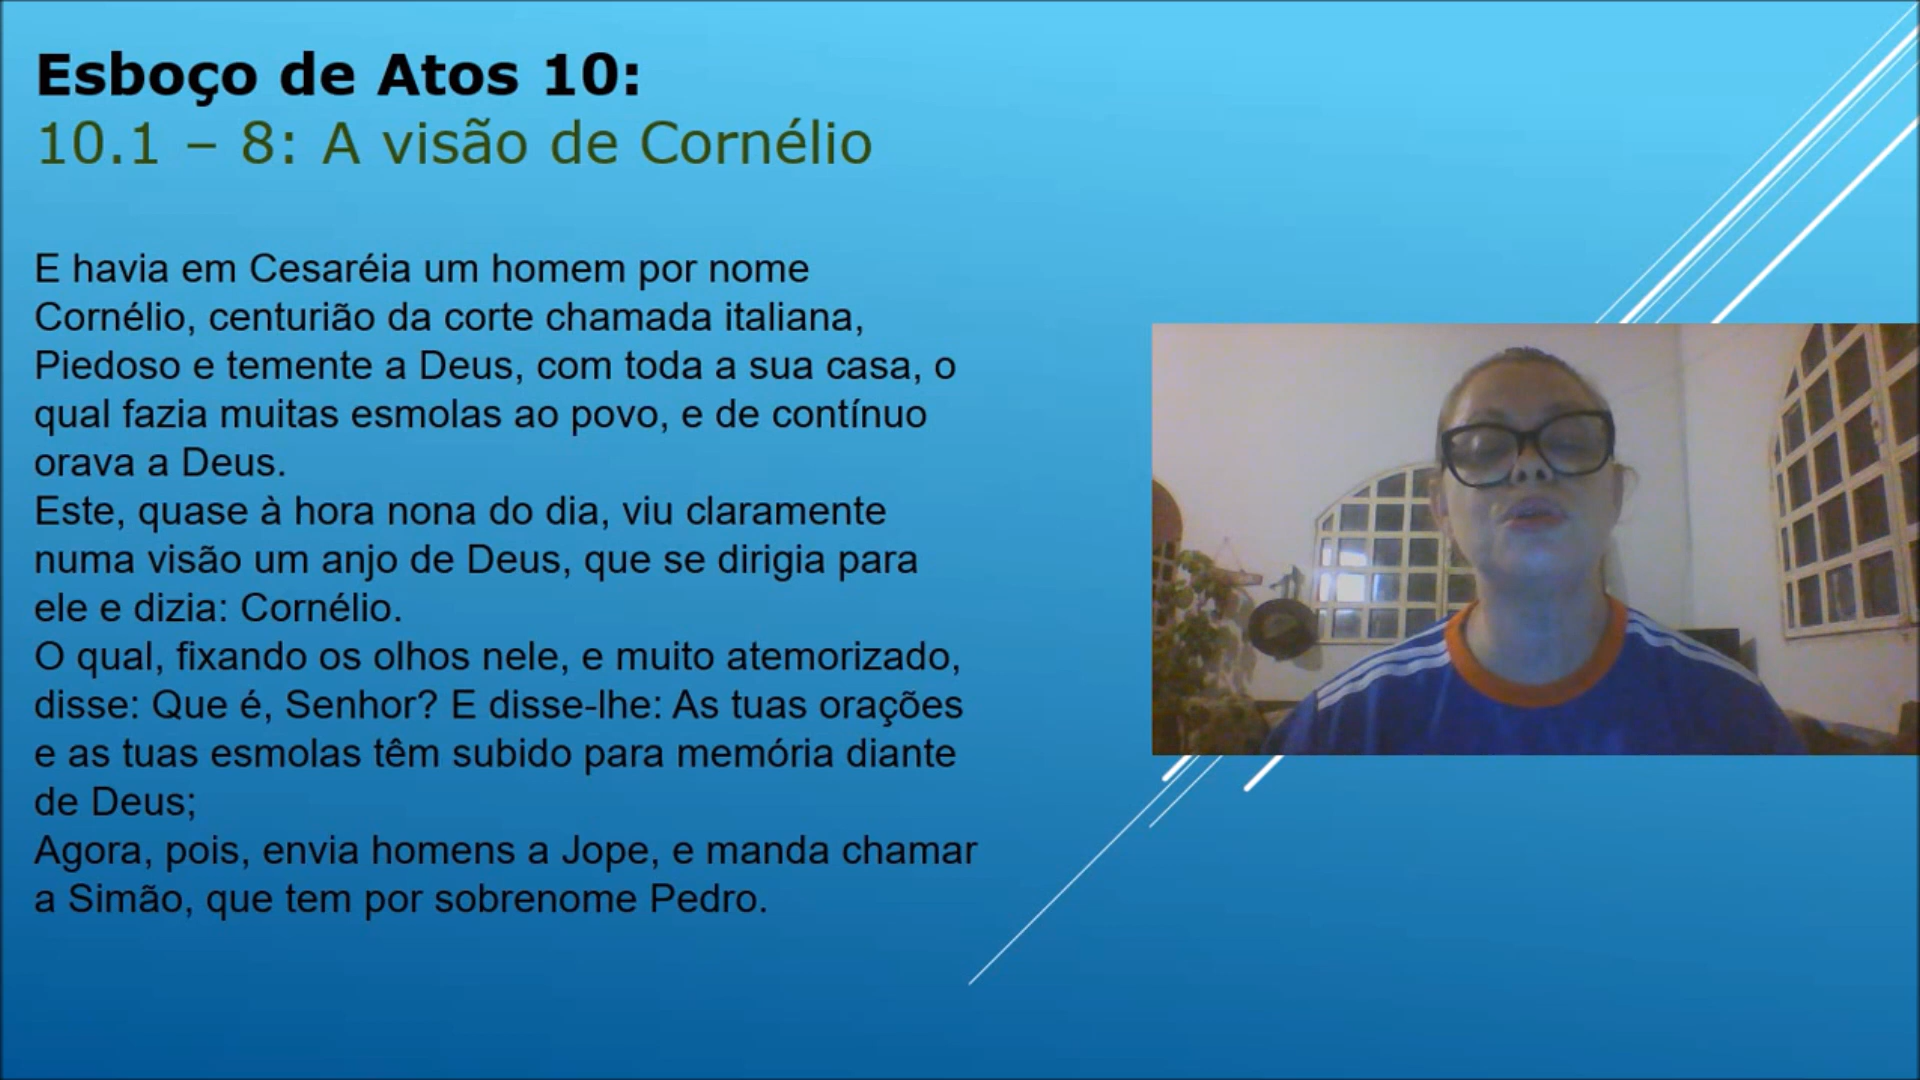 Esboço de Atos 10:
10.1 – 8: A visão de Cornélio
E havia em Cesaréia um homem por nome
Cornélio, centurião da corte chamada italiana,
Piedoso e temente a Deus, com toda a sua casa, o
qual fazia muitas esmolas ao povo, e de contínuo
orava a Deus.
Este, quase à hora nona do dia, viu claramente
numa visão um anjo de Deus, que se dirigia para
ele e dizia: Cornélio.
O qual, fixando os olhos nele, e muito atemorizado,
disse: Que é, Senhor? E disse-lhe: As tuas orações
e as tuas esmolas têm subido para memória diante
de Deus;
Agora, pois, envia homens a Jope, e manda chamar
a Simão, que tem por sobrenome Pedro.